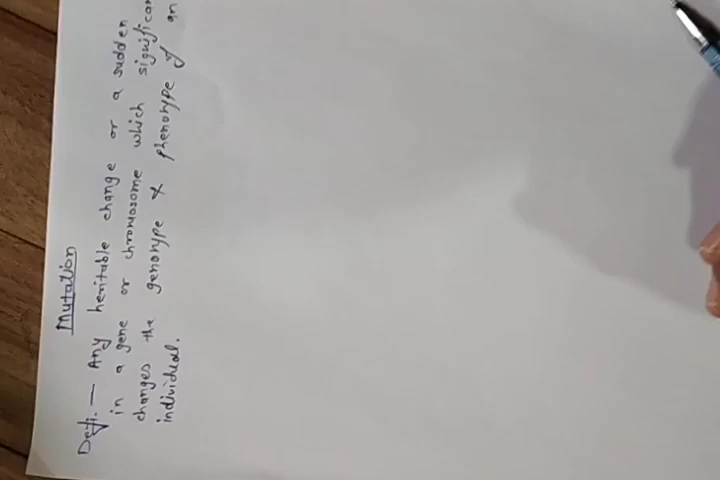 Mutation
Defi. — Any heritable change or a sudden
in a gene or chromosome which significan
changes the genotype & phenotype of an
individual.